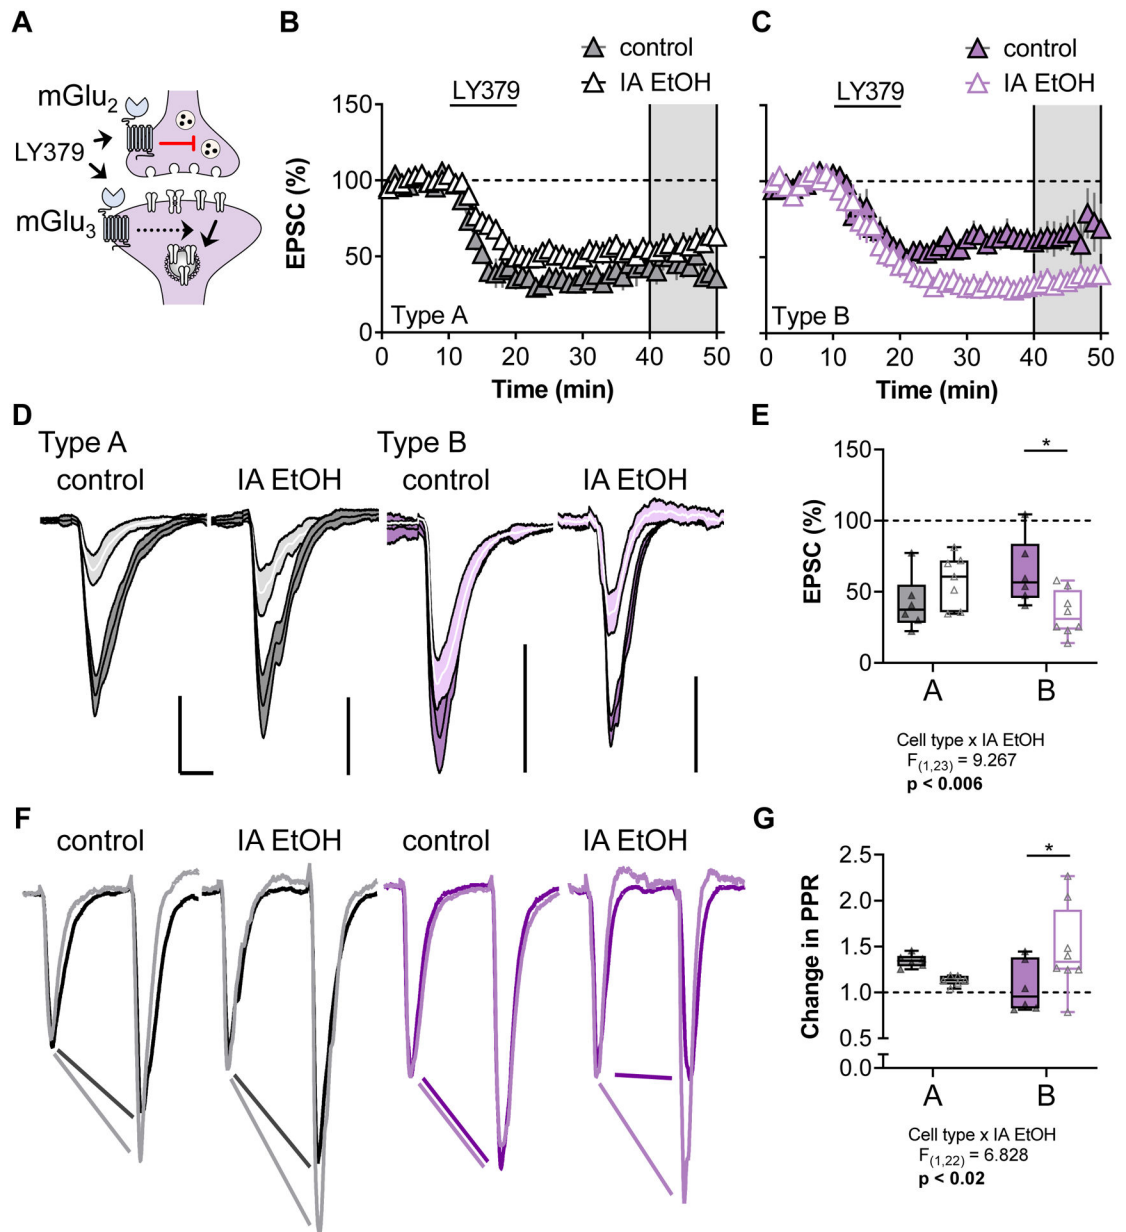 A
mGlu2
LY379
mGlu3
B
control
IA EtOH
LY379
EPSC (%)
150
100
50
0
Type A
0 10 20 30 40 50
Time (min)
C
control
IA EtOH
LY379
Type B
0 10 20 30 40 50
Time (min)
D
Type A
control
IA EtOH
Type B
control
IA EtOH
E
*
EPSC (%)
150
100
50
0
A B
Cell type x IA EtOH
F(1,23) = 9.267
p < 0.006
F
control
IA EtOH
control
IA EtOH
G
*
Change in PPR
2.5
2.0
1.5
1.0
0.5
0.0
A B
Cell type x IA EtOH
F(1,22) = 6.828
p < 0.02